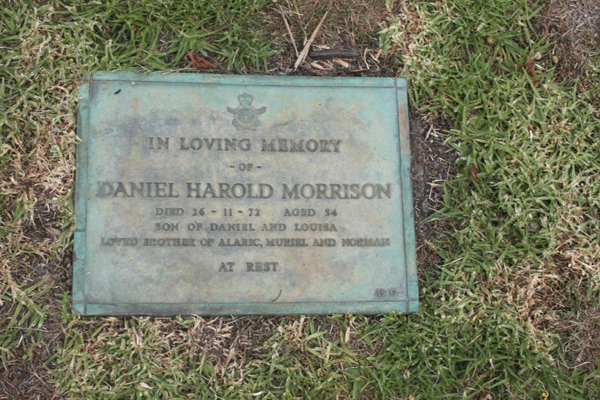 IN LOVING MEMORY
- OF -
DANIEL HAROLD MORRISON
DIED 26 - 11 - 72 AGED 54
SON OF DANIEL AND LOUISA
LOVED BROTHER OF ALARIC, MURIEL AND NORMAN
AT REST